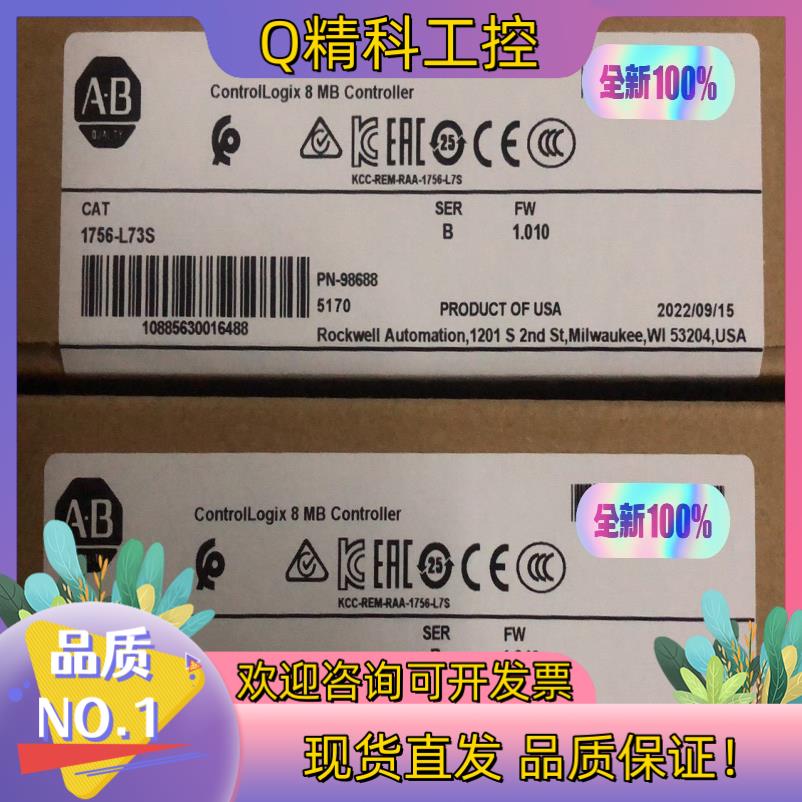 Q精科工控
A·B
QUALITY
ControlLogix 8 MB Controller
全新100%
25
KCC-REM-RAA-1756-L7S
CAT
SER
FW
1756-L73S
B
1.010
PN-98688
5170
PRODUCT OF USA
2022/09/15
10885630016488
Rockwell Automation,1201 S 2nd St,Milwaukee,WI 53204,USA
A·B
ControlLogix 8 MB Controller
全新100%
25
KCC-REM-RAA-1756-L7S
SER
FW
品质
NO.1
欢迎咨询可开发票
现货直发 品质保证！